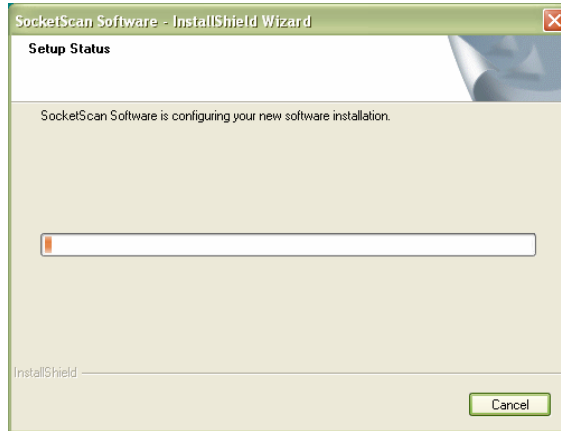 SocketScan Software - InstallShield Wizard
Setup Status
SocketScan Software is configuring your new software installation.
InstallShield
Cancel